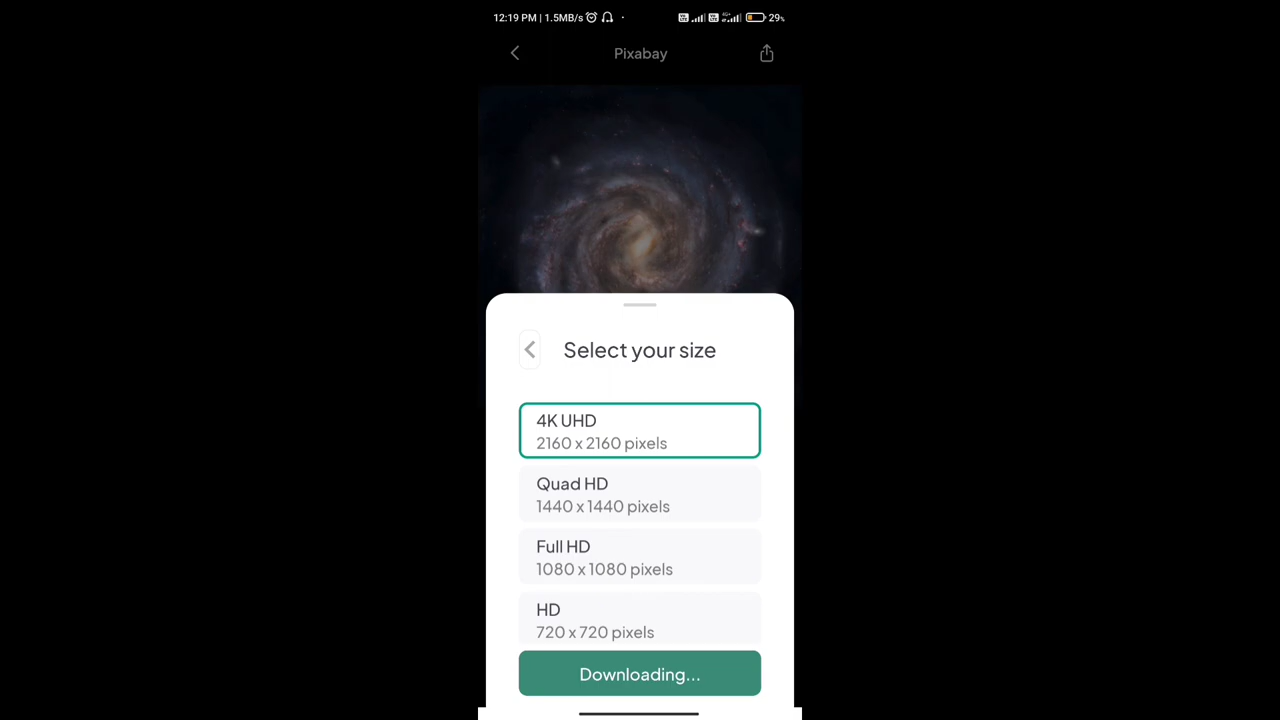 12:19 PM | 1.5MB/s
29%
Pixabay
Select your size
4K UHD
2160 x 2160 pixels
Quad HD
1440 x 1440 pixels
Full HD
1080 x 1080 pixels
HD
720 x 720 pixels
Downloading...